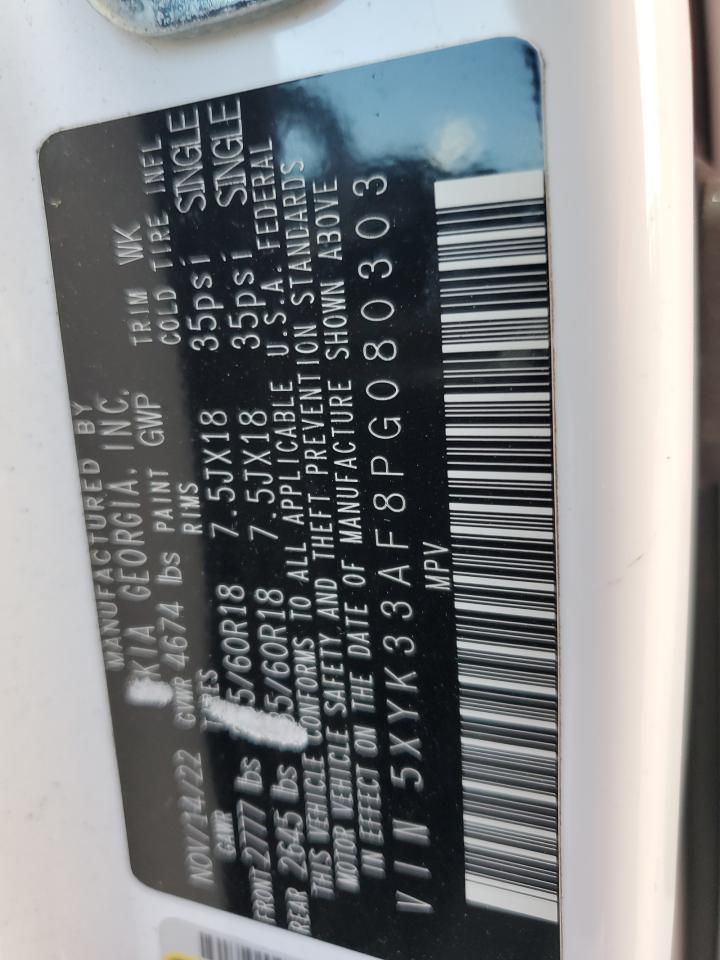 MANUFACTURED BY
KIA GEORGIA, INC.
NOV/14/22 GVWR 4674 lbs PAINT GWP TRIM WK
GWR TIRES RIMS COLD TIRE INFL
FRONT 2777 lbs 5/60R18 7.5JX18 35psi SINGLE
REAR 2645 lbs 5/60R18 7.5JX18 35psi SINGLE
THIS VEHICLE CONFORMS TO ALL APPLICABLE U.S.A. FEDERAL
MOTOR VEHICLE SAFETY AND THEFT PREVENTION STANDARDS
IN EFFECT ON THE DATE OF MANUFACTURE SHOWN ABOVE
VIN 5XYK33AF8PG080303
MPV